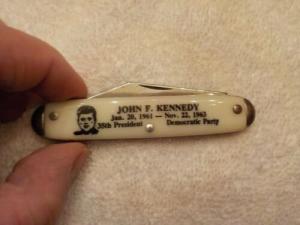 JOHN F. KENNEDY
Jan. 20, 1961 — Nov. 22, 1963
35th President Democratic Party